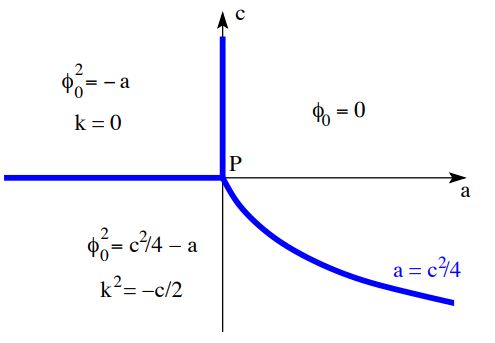 c
ϕ₀² = − a
k = 0
ϕ₀ = 0
P
a
ϕ₀² = c²/4 − a
k² = −c/2
a = c²/4